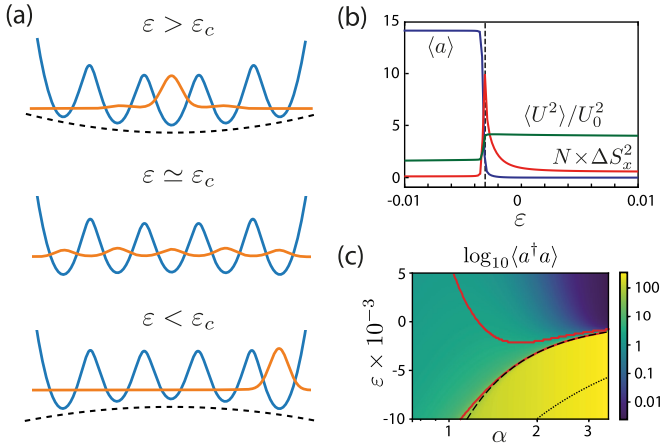 (a)
ε > ε_c
ε ≃ ε_c
ε < ε_c
(b)
15
10
5
0
⟨a⟩
⟨U²⟩/U₀²
N×ΔS_x²
-0.01
0
0.01
ε
(c)
log₁₀⟨a†a⟩
5
0
-5
-10
ε × 10⁻³
1
2
3
α
100
10
1
0.1
0.01